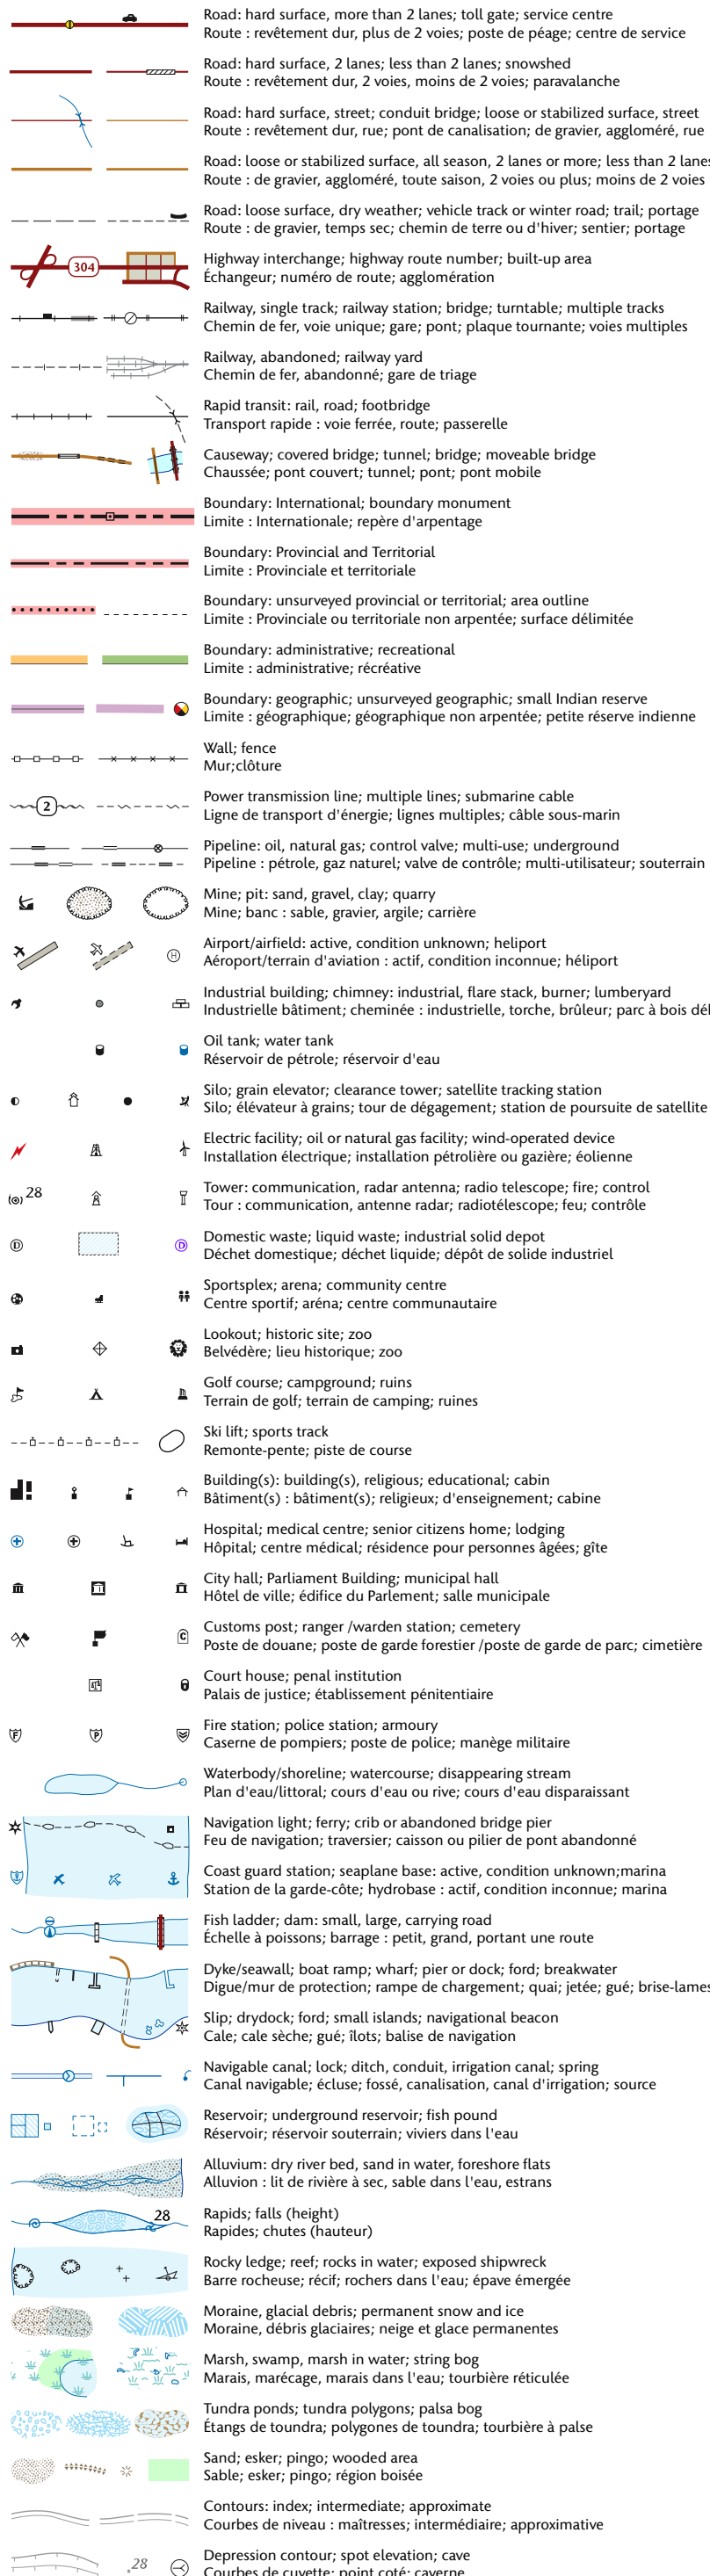 Road: hard surface, more than 2 lanes; toll gate; service centre
Route : revêtement dur, plus de 2 voies; poste de péage; centre de service
Road: hard surface, 2 lanes; less than 2 lanes; snowshed
Route : revêtement dur, 2 voies, moins de 2 voies; paravalanche
Road: hard surface, street; conduit bridge; loose or stabilized surface, street
Route : revêtement dur, rue; pont de canalisation; de gravier, aggloméré, rue
Road: loose or stabilized surface, all season, 2 lanes or more; less than 2 lanes
Route : de gravier, aggloméré, toute saison, 2 voies ou plus; moins de 2 voies
Road: loose surface, dry weather; vehicle track or winter road; trail; portage
Route : de gravier, temps sec; chemin de terre ou d'hiver; sentier; portage
304
Highway interchange; highway route number; built-up area
Échangeur; numéro de route; agglomération
Railway, single track; railway station; bridge; turntable; multiple tracks
Chemin de fer, voie unique; gare; pont; plaque tournante; voies multiples
Railway, abandoned; railway yard
Chemin de fer, abandonné; gare de triage
Rapid transit: rail, road; footbridge
Transport rapide : voie ferrée, route; passerelle
Causeway; covered bridge; tunnel; bridge; moveable bridge
Chaussée; pont couvert; tunnel; pont; pont mobile
Boundary: International; boundary monument
Limite : Internationale; repère d'arpentage
Boundary: Provincial and Territorial
Limite : Provinciale et territoriale
Boundary: unsurveyed provincial or territorial; area outline
Limite : Provinciale ou territoriale non arpentée; surface délimitée
Boundary: administrative; recreational
Limite : administrative; récréative
Boundary: geographic; unsurveyed geographic; small Indian reserve
Limite : géographique; géographique non arpentée; petite réserve indienne
Wall; fence
Mur;clôture
2
Power transmission line; multiple lines; submarine cable
Ligne de transport d'énergie; lignes multiples; câble sous-marin
Pipeline: oil, natural gas; control valve; multi-use; underground
Pipeline : pétrole, gaz naturel; valve de contrôle; multi-utilisateur; souterrain
Mine; pit: sand, gravel, clay; quarry
Mine; banc : sable, gravier, argile; carrière
H
Airport/airfield: active, condition unknown; heliport
Aéroport/terrain d'aviation : actif, condition inconnue; héliport
Industrial building; chimney: industrial, flare stack, burner; lumberyard
Industrielle bâtiment; cheminée : industrielle, torche, brûleur; parc à bois dél
Oil tank; water tank
Réservoir de pétrole; réservoir d'eau
Silo; grain elevator; clearance tower; satellite tracking station
Silo; élévateur à grains; tour de dégagement; station de poursuite de satellite
Electric facility; oil or natural gas facility; wind-operated device
Installation électrique; installation pétrolière ou gazière; éolienne
28
Tower: communication, radar antenna; radio telescope; fire; control
Tour : communication, antenne radar; radiotélescope; feu; contrôle
D D
Domestic waste; liquid waste; industrial solid depot
Déchet domestique; déchet liquide; dépôt de solide industriel
Sportsplex; arena; community centre
Centre sportif; aréna; centre communautaire
Lookout; historic site; zoo
Belvédère; lieu historique; zoo
Golf course; campground; ruins
Terrain de golf; terrain de camping; ruines
Ski lift; sports track
Remonte-pente; piste de course
Building(s): building(s), religious; educational; cabin
Bâtiment(s) : bâtiment(s); religieux; d'enseignement; cabine
Hospital; medical centre; senior citizens home; lodging
Hôpital; centre médical; résidence pour personnes âgées; gîte
City hall; Parliament Building; municipal hall
Hôtel de ville; édifice du Parlement; salle municipale
C
Customs post; ranger /warden station; cemetery
Poste de douane; poste de garde forestier /poste de garde de parc; cimetière
Court house; penal institution
Palais de justice; établissement pénitentiaire
F P
Fire station; police station; armoury
Caserne de pompiers; poste de police; manège militaire
Waterbody/shoreline; watercourse; disappearing stream
Plan d'eau/littoral; cours d'eau ou rive; cours d'eau disparaissant
Navigation light; ferry; crib or abandoned bridge pier
Feu de navigation; traversier; caisson ou pilier de pont abandonné
Coast guard station; seaplane base: active, condition unknown;marina
Station de la garde-côte; hydrobase : actif, condition inconnue; marina
Fish ladder; dam: small, large, carrying road
Échelle à poissons; barrage : petit, grand, portant une route
Dyke/seawall; boat ramp; wharf; pier or dock; ford; breakwater
Digue/mur de protection; rampe de chargement; quai; jetée; gué; brise-lames
Slip; drydock; ford; small islands; navigational beacon
Cale; cale sèche; gué; îlots; balise de navigation
Navigable canal; lock; ditch, conduit, irrigation canal; spring
Canal navigable; écluse; fossé, canalisation, canal d'irrigation; source
Reservoir; underground reservoir; fish pound
Réservoir; réservoir souterrain; viviers dans l'eau
Alluvium: dry river bed, sand in water, foreshore flats
Alluvion : lit de rivière à sec, sable dans l'eau, estrans
28
Rapids; falls (height)
Rapides; chutes (hauteur)
Rocky ledge; reef; rocks in water; exposed shipwreck
Barre rocheuse; récif; rochers dans l'eau; épave émergée
Moraine, glacial debris; permanent snow and ice
Moraine, débris glaciaires; neige et glace permanentes
Marsh, swamp, marsh in water; string bog
Marais, marécage, marais dans l'eau; tourbière réticulée
Tundra ponds; tundra polygons; palsa bog
Étangs de toundra; polygones de toundra; tourbière à palse
Sand; esker; pingo; wooded area
Sable; esker; pingo; région boisée
Contours: index; intermediate; approximate
Courbes de niveau : maîtresses; intermédiaire; approximative
.28
Depression contour; spot elevation; cave
Courbes de cuvette; point coté; caverne